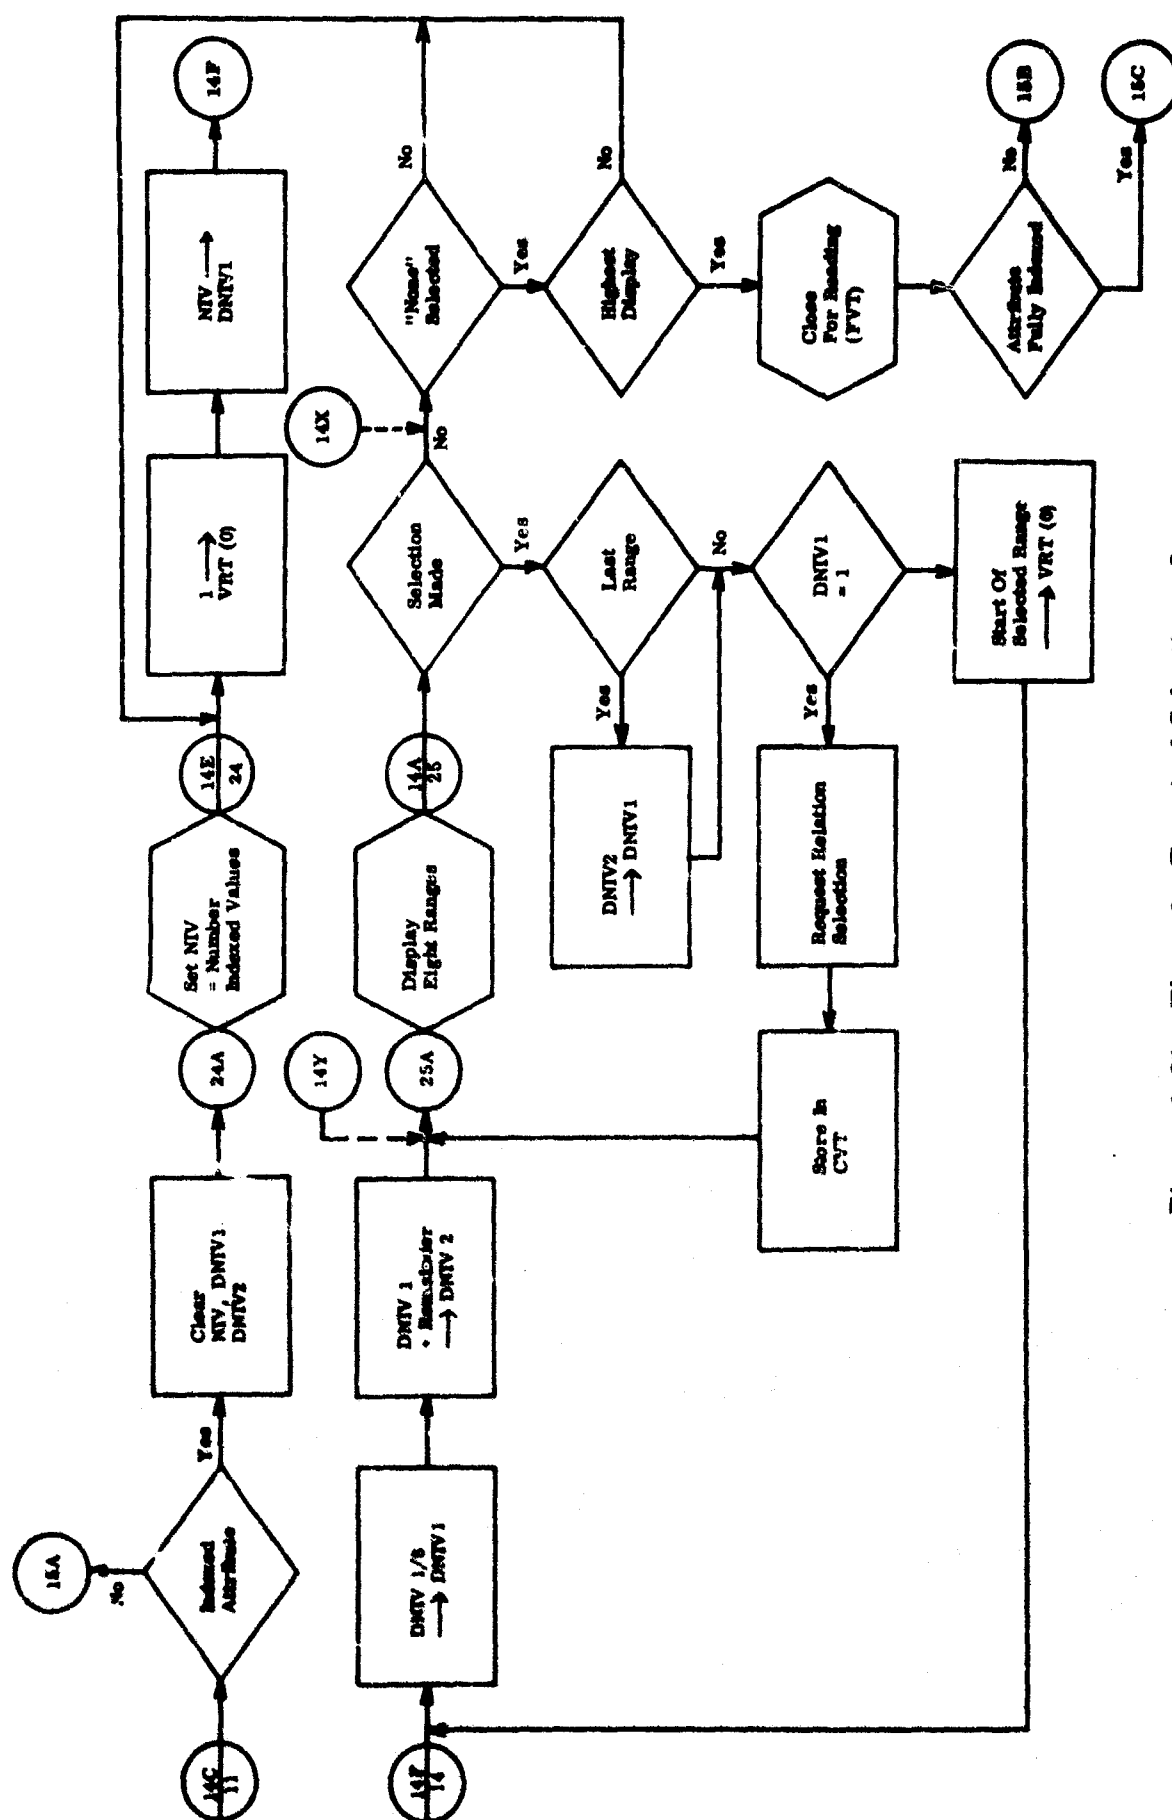 14C
11
Indexed
Attribute
No
15A
Yes
Clear
NIV, DNIV1
DNIV2
24A
Set NIV
= Number
Indexed Values
14E
24
1 ⟶
VRT (0)
NIV ⟶
DNIV1
14F
14F
14
DNIV 1/8
⟶ DNIV1
DNIV 1
+ Remainder
⟶ DNIV 2
14Y
25A
Display
Eight Ranges
14A
25
Selection
Made
No
14X
"None"
Selected
No
Yes
Yes
Last
Range
Yes
No
DNIV2
⟶ DNIV1
Highest
Display
No
Yes
DNIV1
= 1
Yes
Request Relation
Selection
Store In
CVT
Close
For Reading
(FVT)
Start Of
Selected Range
⟶ VRT (0)
Attribute
Fully Indexed
No
15B
Yes
15C